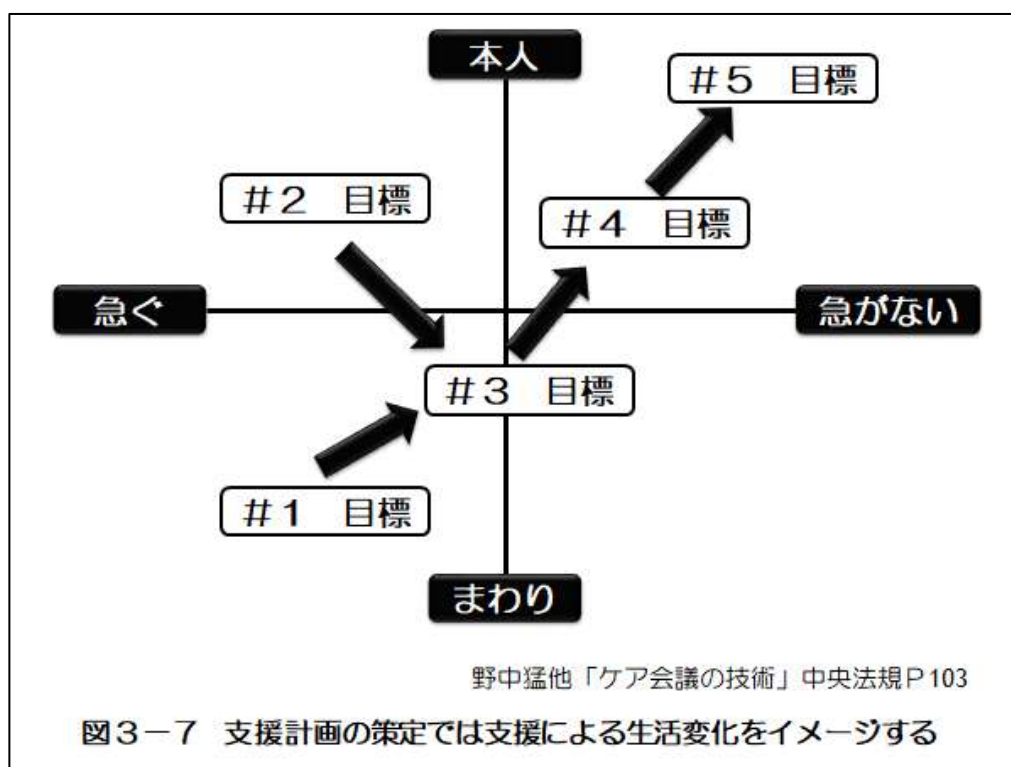 本人
＃５　目標
＃２　目標
＃４　目標
急ぐ
急がない
＃３　目標
＃１　目標
まわり
野中猛他「ケア会議の技術」中央法規Ｐ103
図３－７　支援計画の策定では支援による生活変化をイメージする